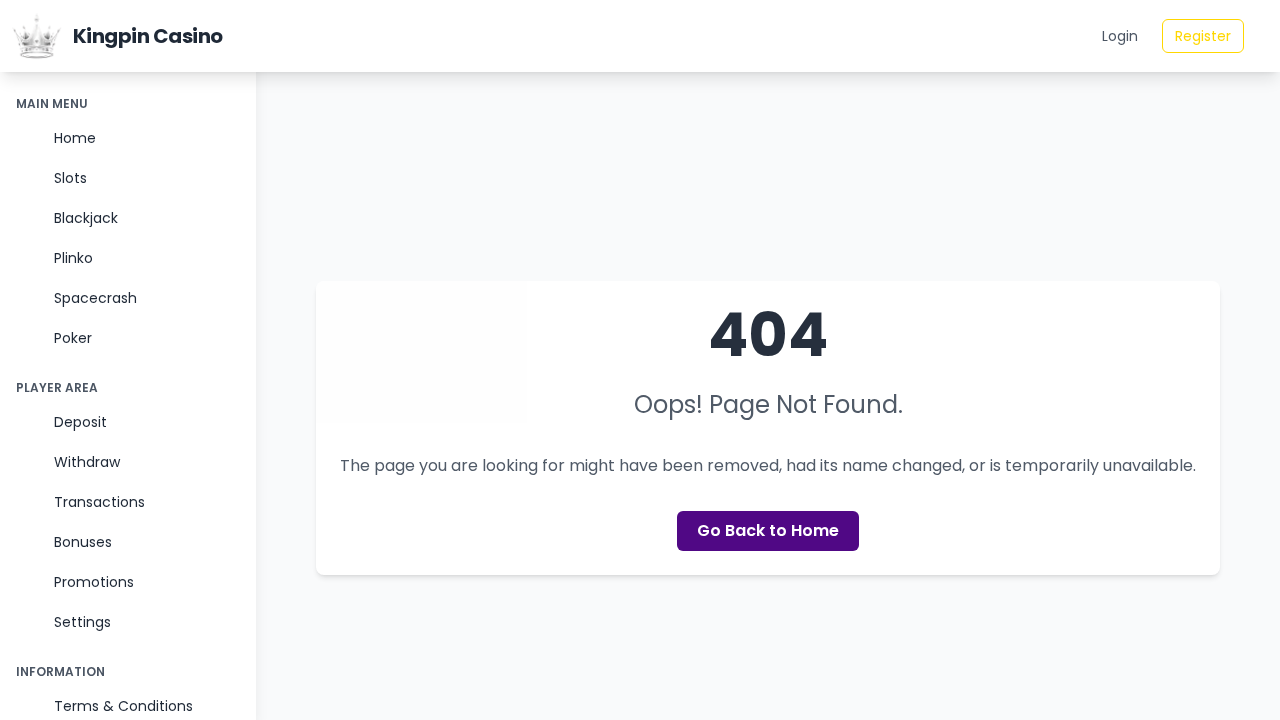 Kingpin Casino
Login
Register
MAIN MENU
Home
Slots
Blackjack
Plinko
Spacecrash
Poker
PLAYER AREA
Deposit
Withdraw
Transactions
Bonuses
Promotions
Settings
INFORMATION
Terms & Conditions
404
Oops! Page Not Found.
The page you are looking for might have been removed, had its name changed, or is temporarily unavailable.
Go Back to Home